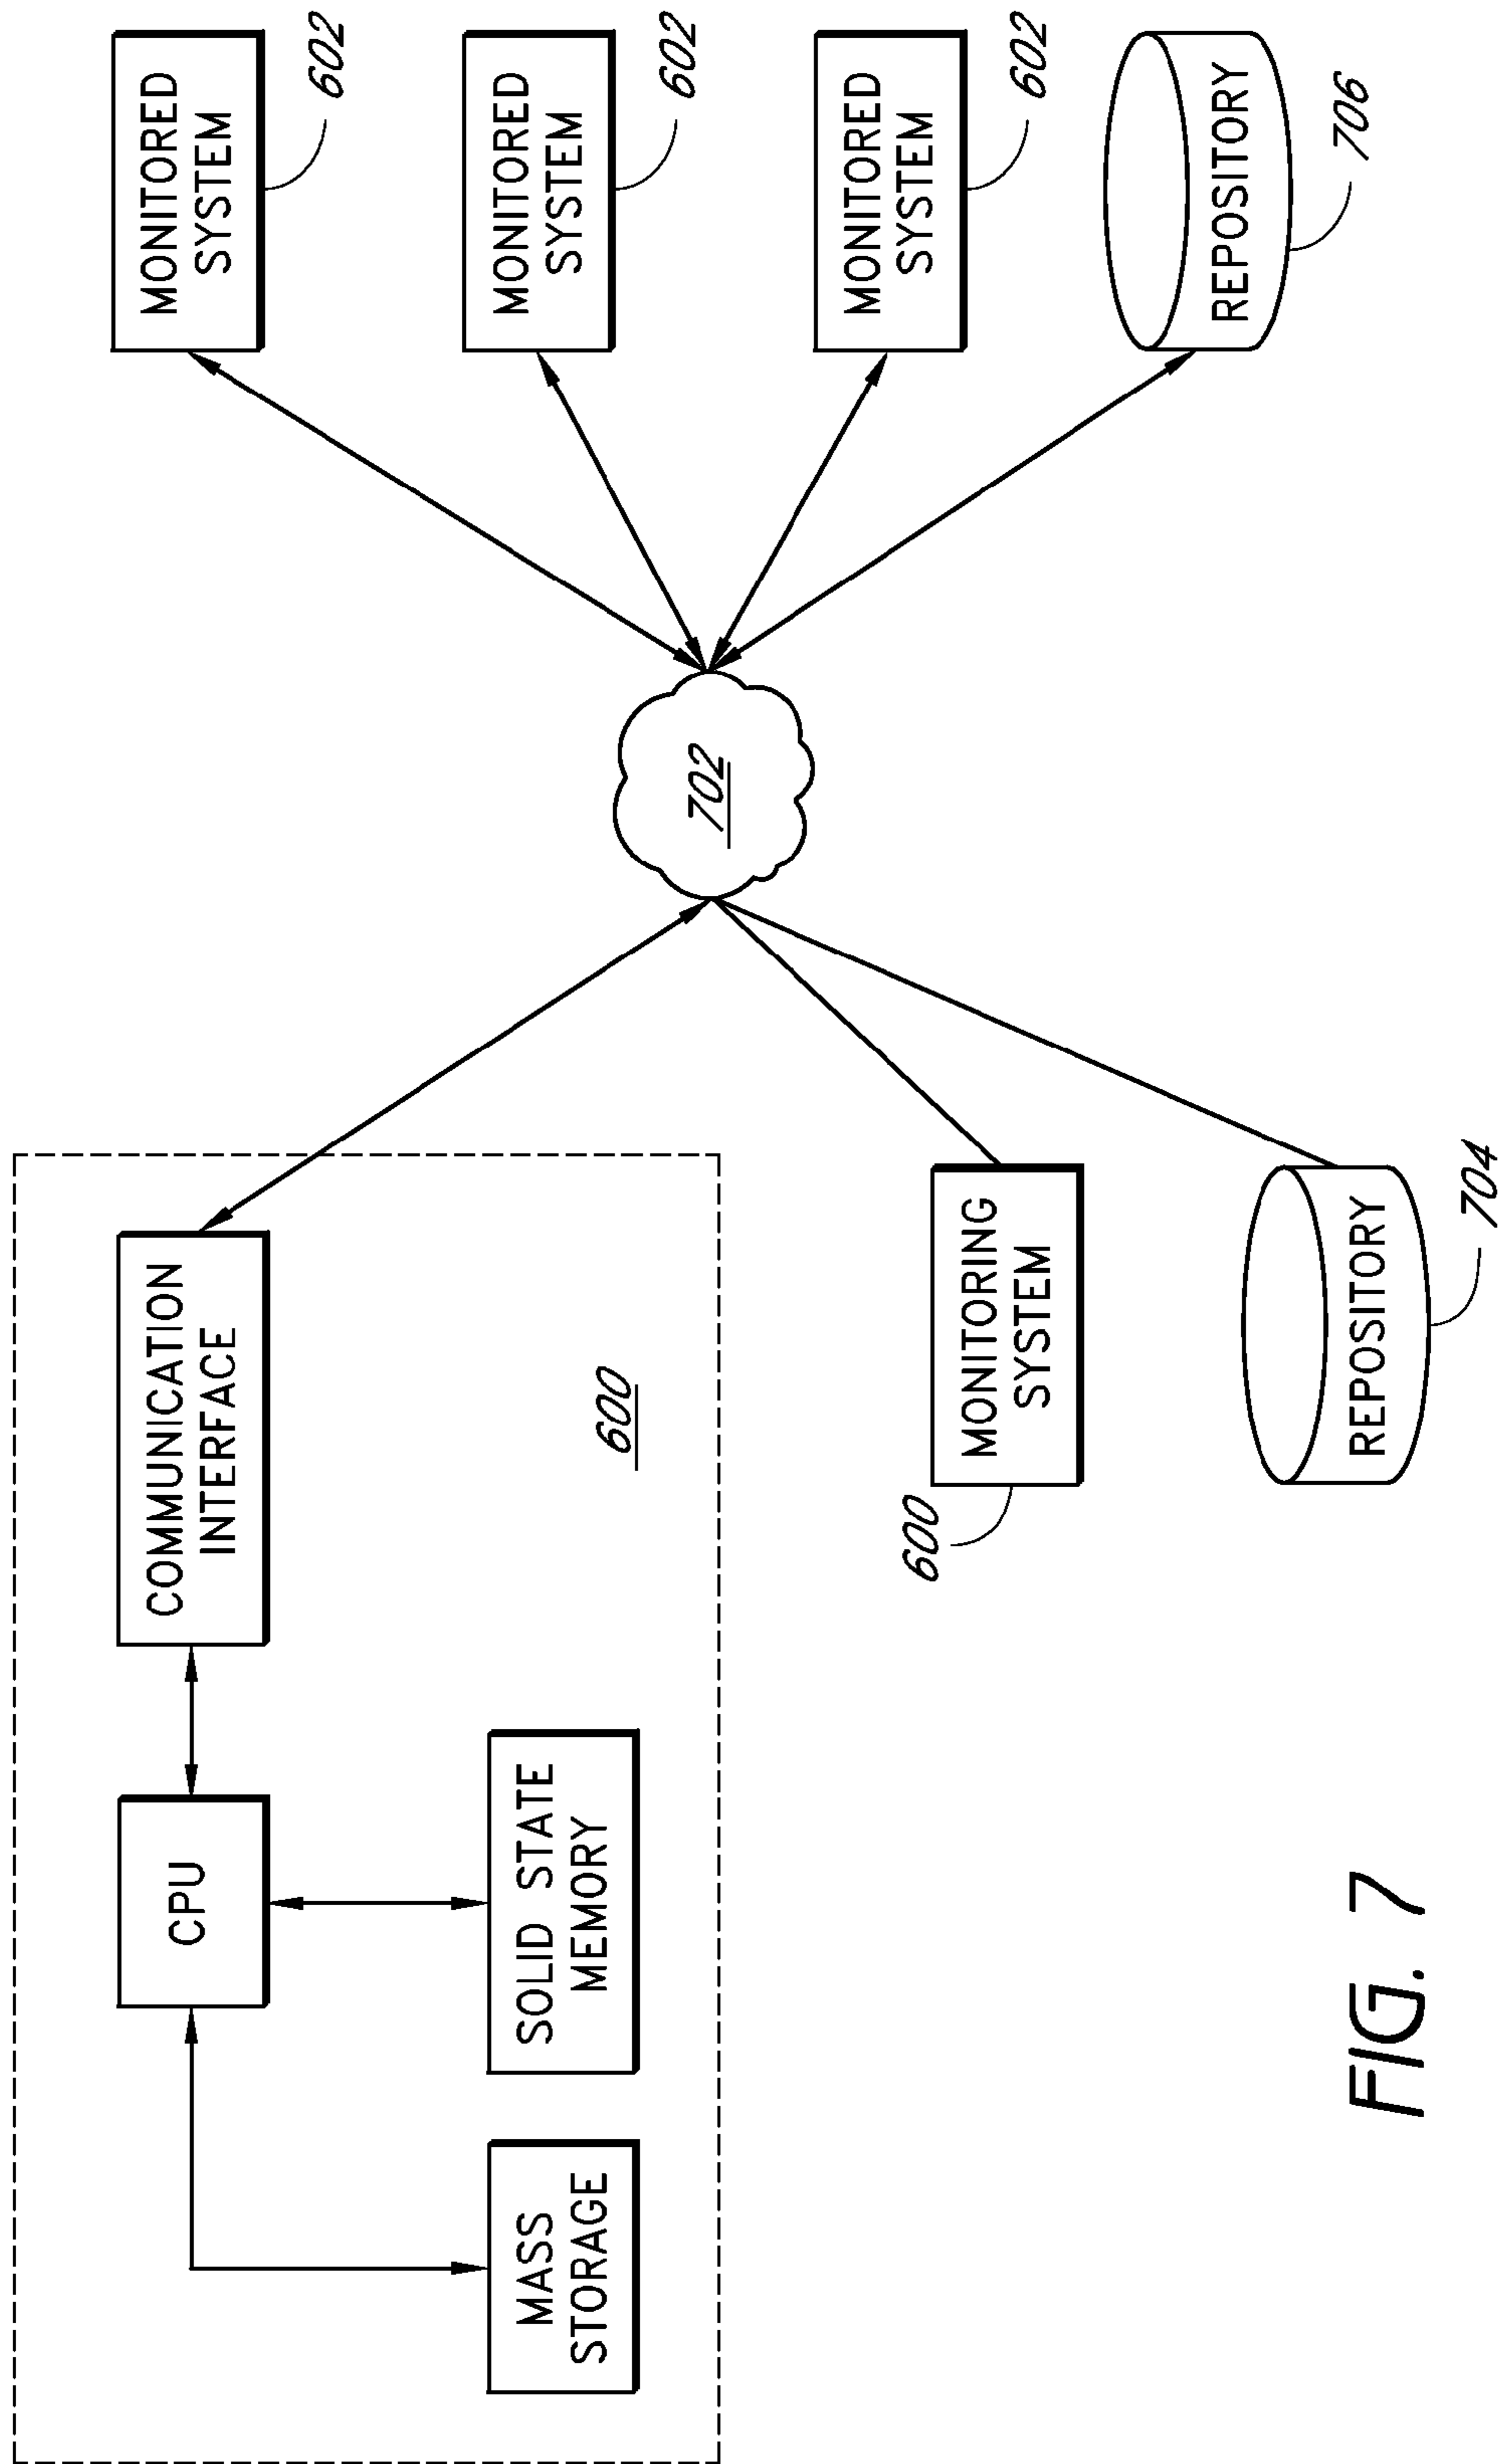 MASS
STORAGE
CPU
SOLID STATE
MEMORY
COMMUNICATION
INTERFACE
600
600
MONITORING
SYSTEM
REPOSITORY
704
702
MONITORED
SYSTEM
602
MONITORED
SYSTEM
602
MONITORED
SYSTEM
602
REPOSITORY
706
FIG. 7